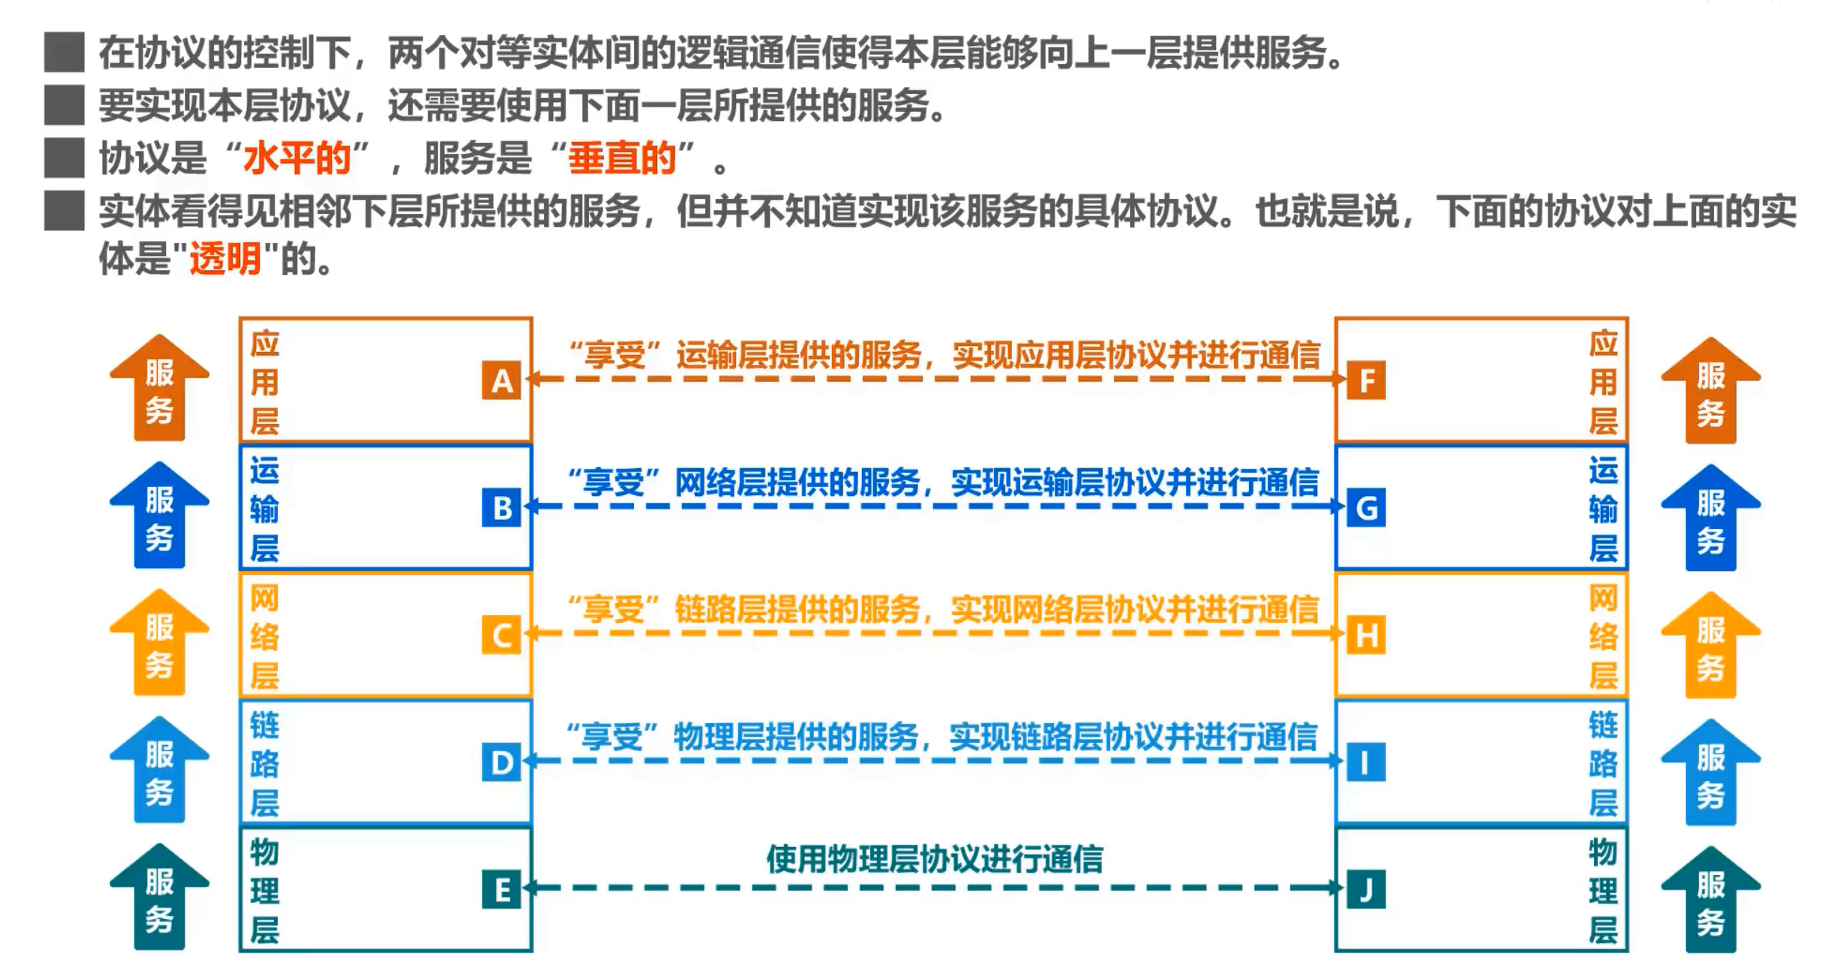 在协议的控制下，两个对等实体间的逻辑通信使得本层能够向上一层提供服务。
要实现本层协议，还需要使用下面一层所提供的服务。
协议是“水平的”，服务是“垂直的”。
实体看得见相邻下层所提供的服务，但并不知道实现该服务的具体协议。也就是说，下面的协议对上面的实
体是"透明"的。
服务
应用层
A
“享受”运输层提供的服务，实现应用层协议并进行通信
F
应用层
服务
服务
运输层
B
“享受”网络层提供的服务，实现运输层协议并进行通信
G
运输层
服务
服务
网络层
C
“享受”链路层提供的服务，实现网络层协议并进行通信
H
网络层
服务
服务
链路层
D
“享受”物理层提供的服务，实现链路层协议并进行通信
I
链路层
服务
服务
物理层
E
使用物理层协议进行通信
J
物理层
服务